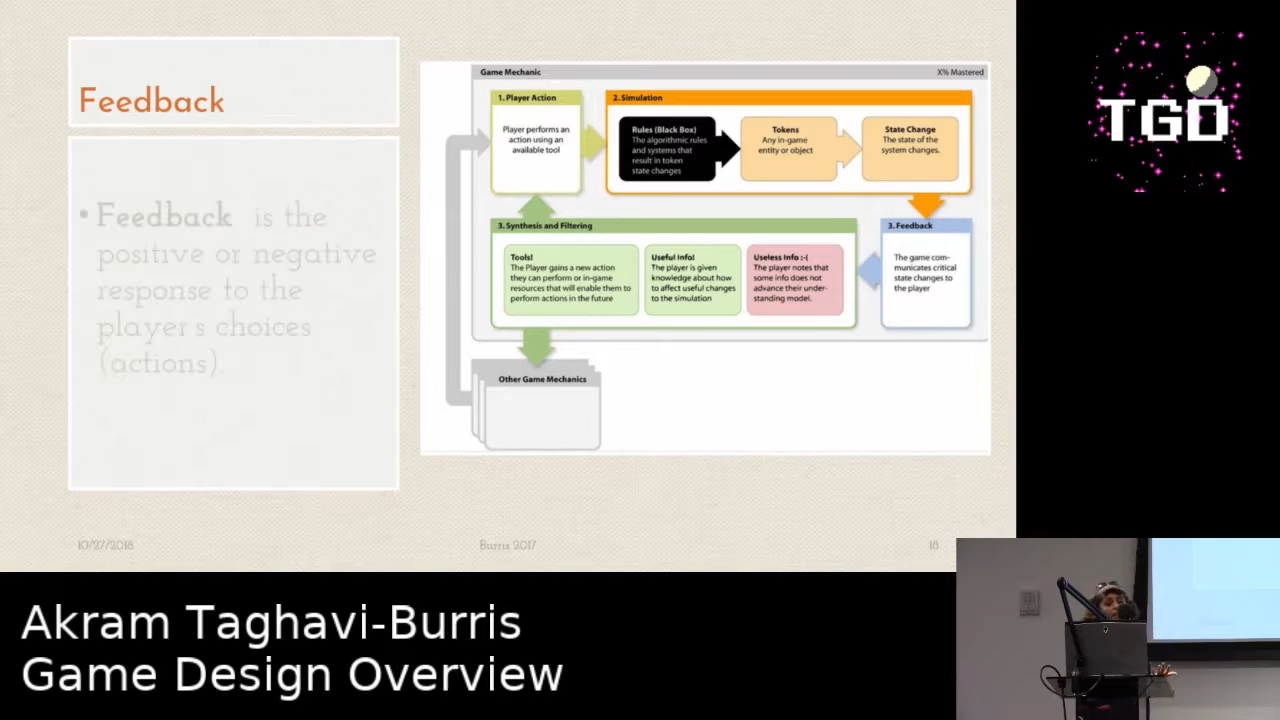 Feedback
• Feedback is the
positive or negative
response to the
player s choices
(actions).
Game Mechanic
X% Mastered
1. Player Action
Player performs an
action using an
available tool
2. Simulation
Rules (Black Box)
The algorithmic rules
and systems that
result in token
state changes
Tokens
Any in-game
entity or object
State Change
The state of the
system changes.
3. Synthesis and Filtering
Tools!
The Player gains a new action
they can perform or in-game
resources that will enable them to
perform actions in the future
Useful Info!
The player is given
knowledge about how
to affect useful changes
to the simulation
Useless Info :-(
The player notes that
some info does not
advance their under-
standing model.
3. Feedback
The game com-
municates critical
state changes to
the player
Other Game Mechanics
10/27/2018
Burris 2017
18
TGD
Akram Taghavi-Burris
Game Design Overview